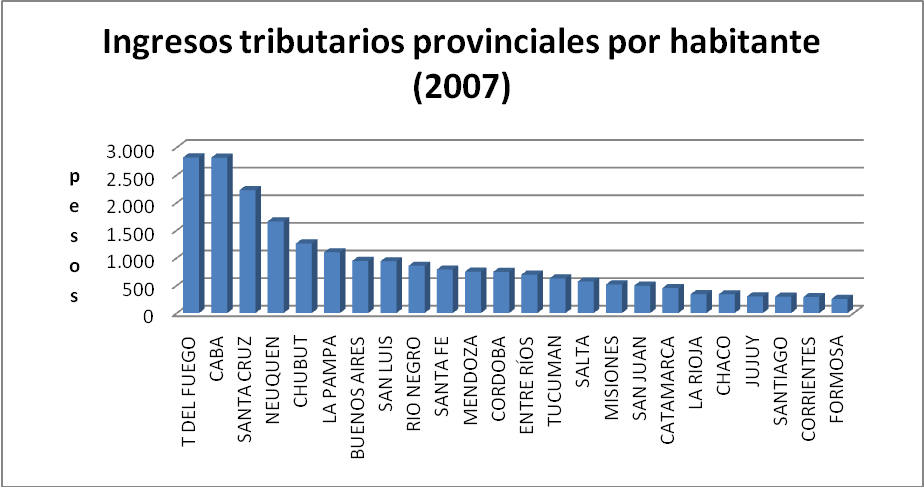 Ingresos tributarios provinciales por habitante
(2007)
pesos
3.000
2.500
2.000
1.500
1.000
500
0
T DEL FUEGO
CABA
SANTA CRUZ
NEUQUEN
CHUBUT
LA PAMPA
BUENOS AIRES
SAN LUIS
RIO NEGRO
SANTA FE
MENDOZA
CORDOBA
ENTRE RÍOS
TUCUMAN
SALTA
MISIONES
SAN JUAN
CATAMARCA
LA RIOJA
CHACO
JUJUY
SANTIAGO
CORRIENTES
FORMOSA